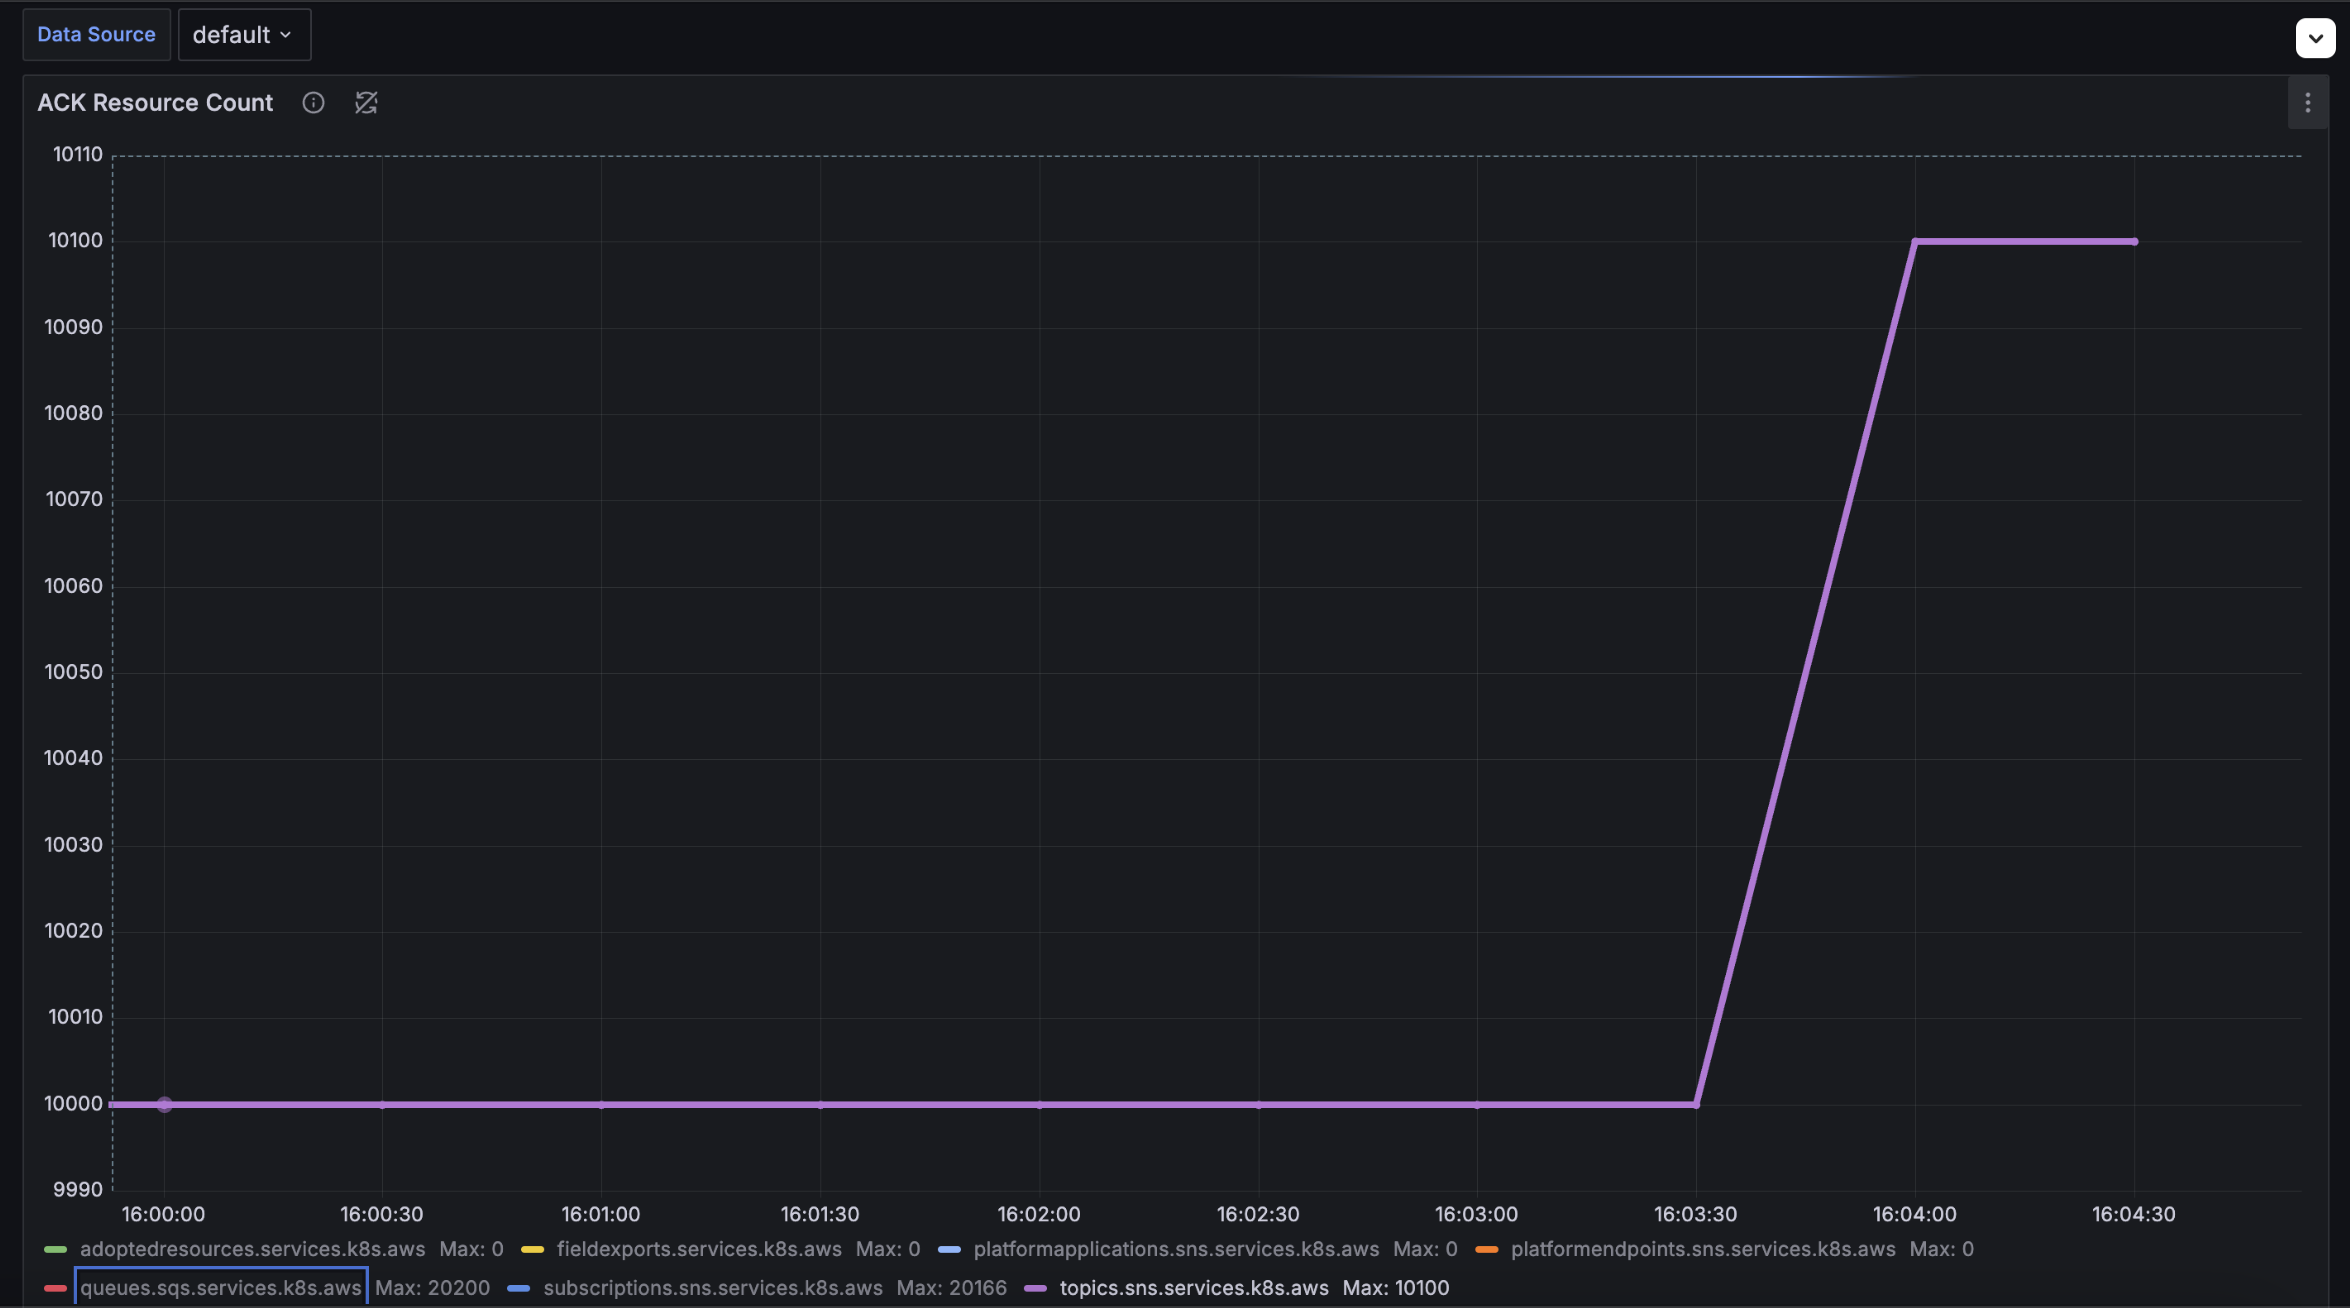 Data Source default
ACK Resource Count
10110
10100
10090
10080
10070
10060
10050
10040
10030
10020
10010
10000
9990
16:00:00 16:00:30 16:01:00 16:01:30 16:02:00 16:02:30 16:03:00 16:03:30 16:04:00 16:04:30
adoptedresources.services.k8s.aws Max: 0 fieldexports.services.k8s.aws Max: 0 platformapplications.sns.services.k8s.aws Max: 0 platformendpoints.sns.services.k8s.aws Max: 0
queues.sqs.services.k8s.aws Max: 20200 subscriptions.sns.services.k8s.aws Max: 20166 topics.sns.services.k8s.aws Max: 10100